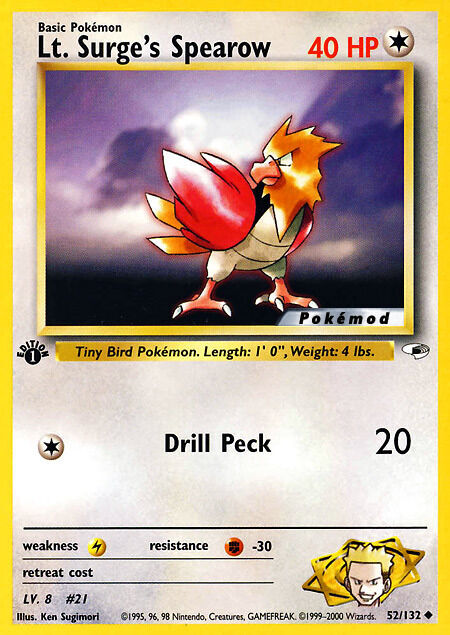 Basic Pokémon
Lt. Surge's Spearow 40 HP
Pokémod
EDITION 1
Tiny Bird Pokémon. Length: 1' 0", Weight: 4 lbs.
Drill Peck 20
weakness resistance -30
retreat cost
LV. 8 #21
Illus. Ken Sugimori ©1995, 96, 98 Nintendo, Creatures, GAMEFREAK. ©1999-2000 Wizards. 52/132